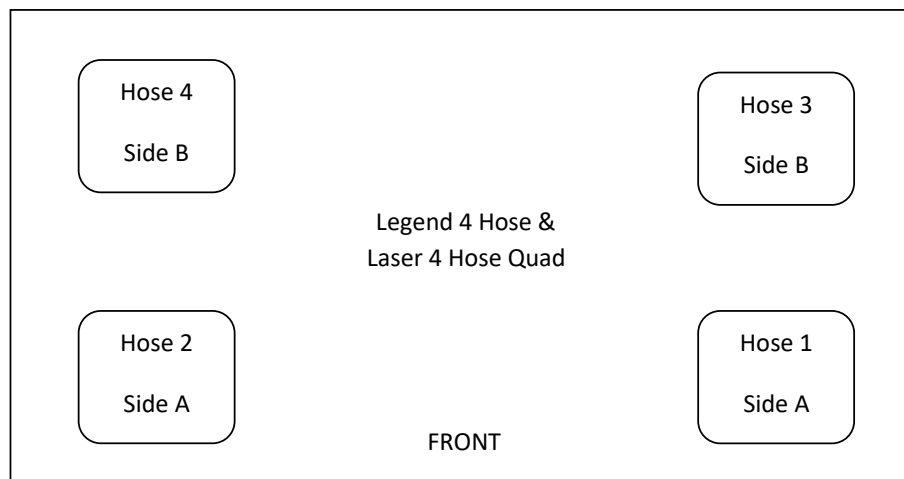 Hose 4
Side B
Hose 3
Side B
Legend 4 Hose &
Laser 4 Hose Quad
Hose 2
Side A
Hose 1
Side A
FRONT